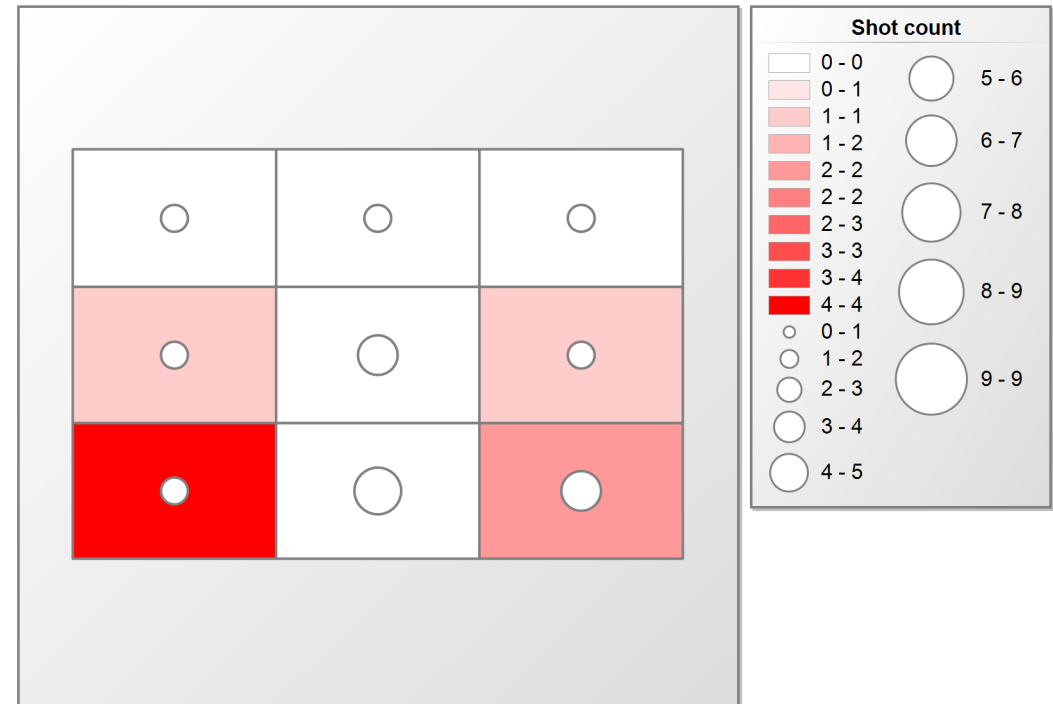 Shot count
0 - 0
0 - 1
1 - 1
1 - 2
2 - 2
2 - 2
2 - 3
3 - 3
3 - 4
4 - 4
0 - 1
1 - 2
2 - 3
3 - 4
4 - 5
5 - 6
6 - 7
7 - 8
8 - 9
9 - 9